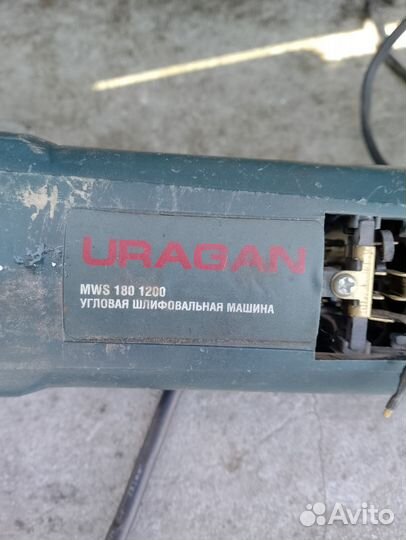 URAGAN
MWS 180 1200
УГЛОВАЯ ШЛИФОВАЛЬНАЯ МАШИНА
Avito